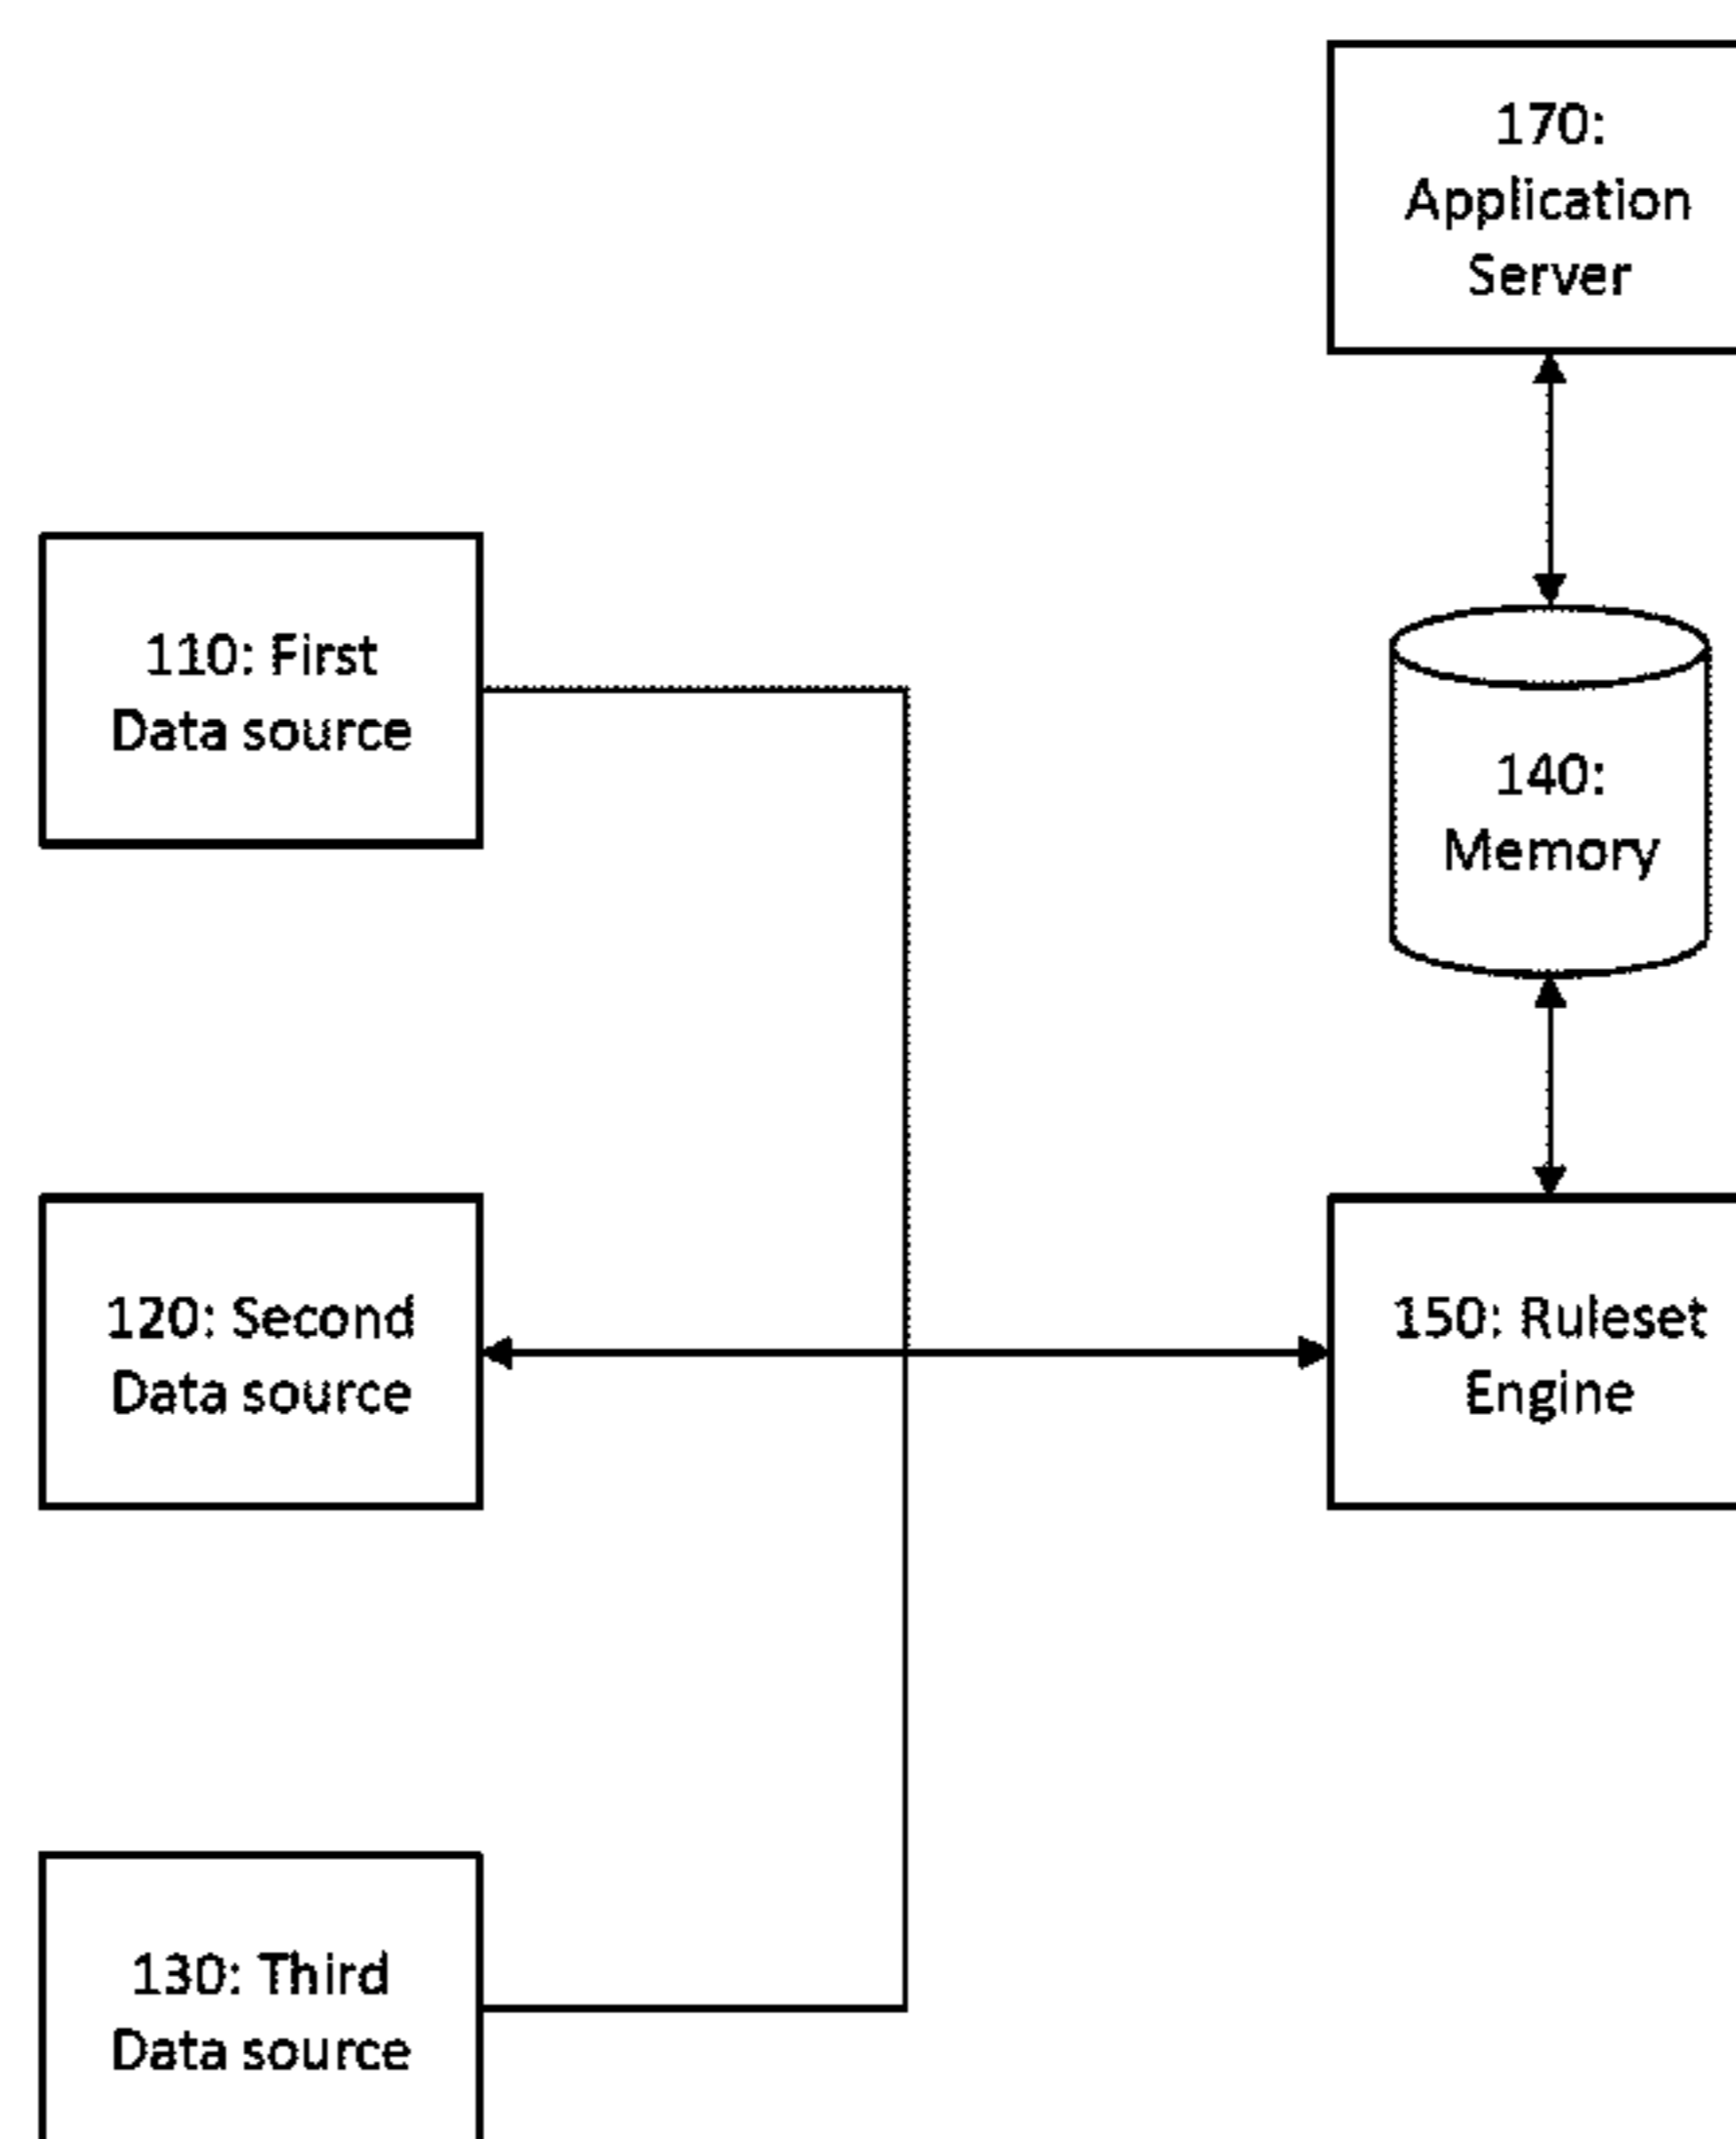 170:
Application
Server
110: First
Data source
140:
Memory
120: Second
Data source
150: Ruleset
Engine
130: Third
Data source